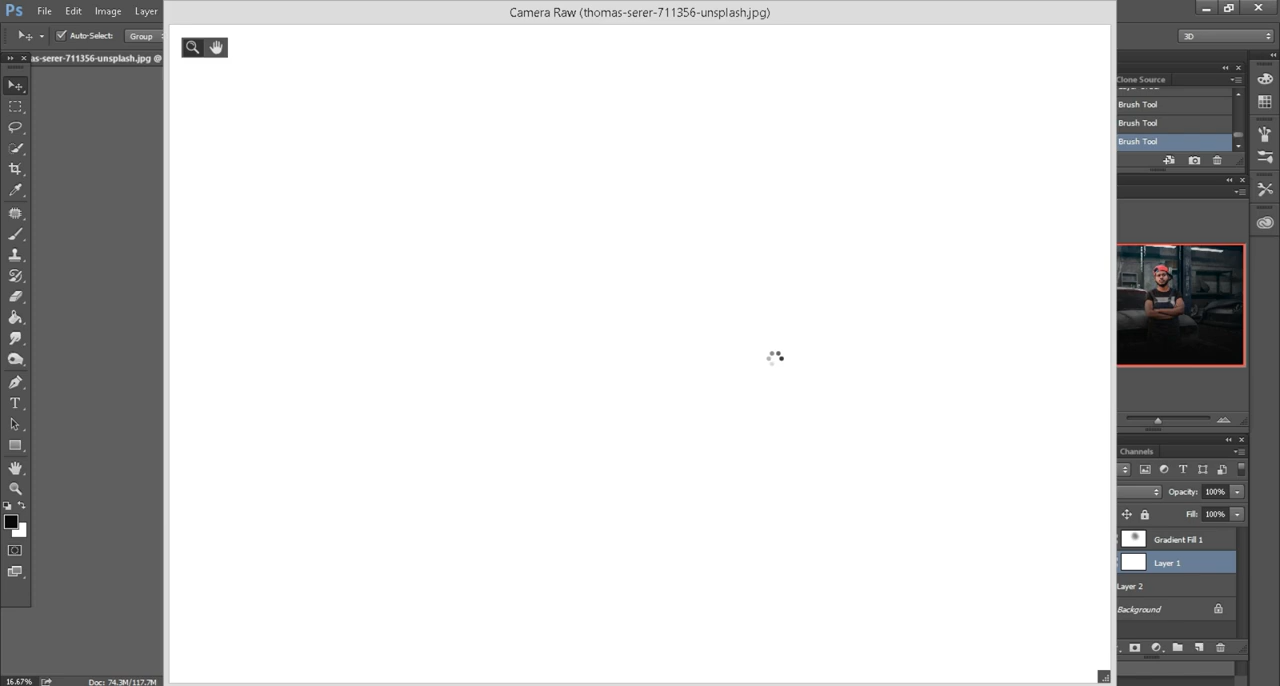 Camera Raw (thomas-serer-711356-unsplash.jpg)
Ps File Edit Image Layer
Auto-Select: Group
3D
as-serer-711356-unsplash.jpg @
Clone Source
Brush Tool
Brush Tool
Brush Tool
Channels
Opacity: 100%
Fill: 100%
Gradient Fill 1
Layer 1
Layer 2
Background
16.67% Doc: 74.3M/117.7M